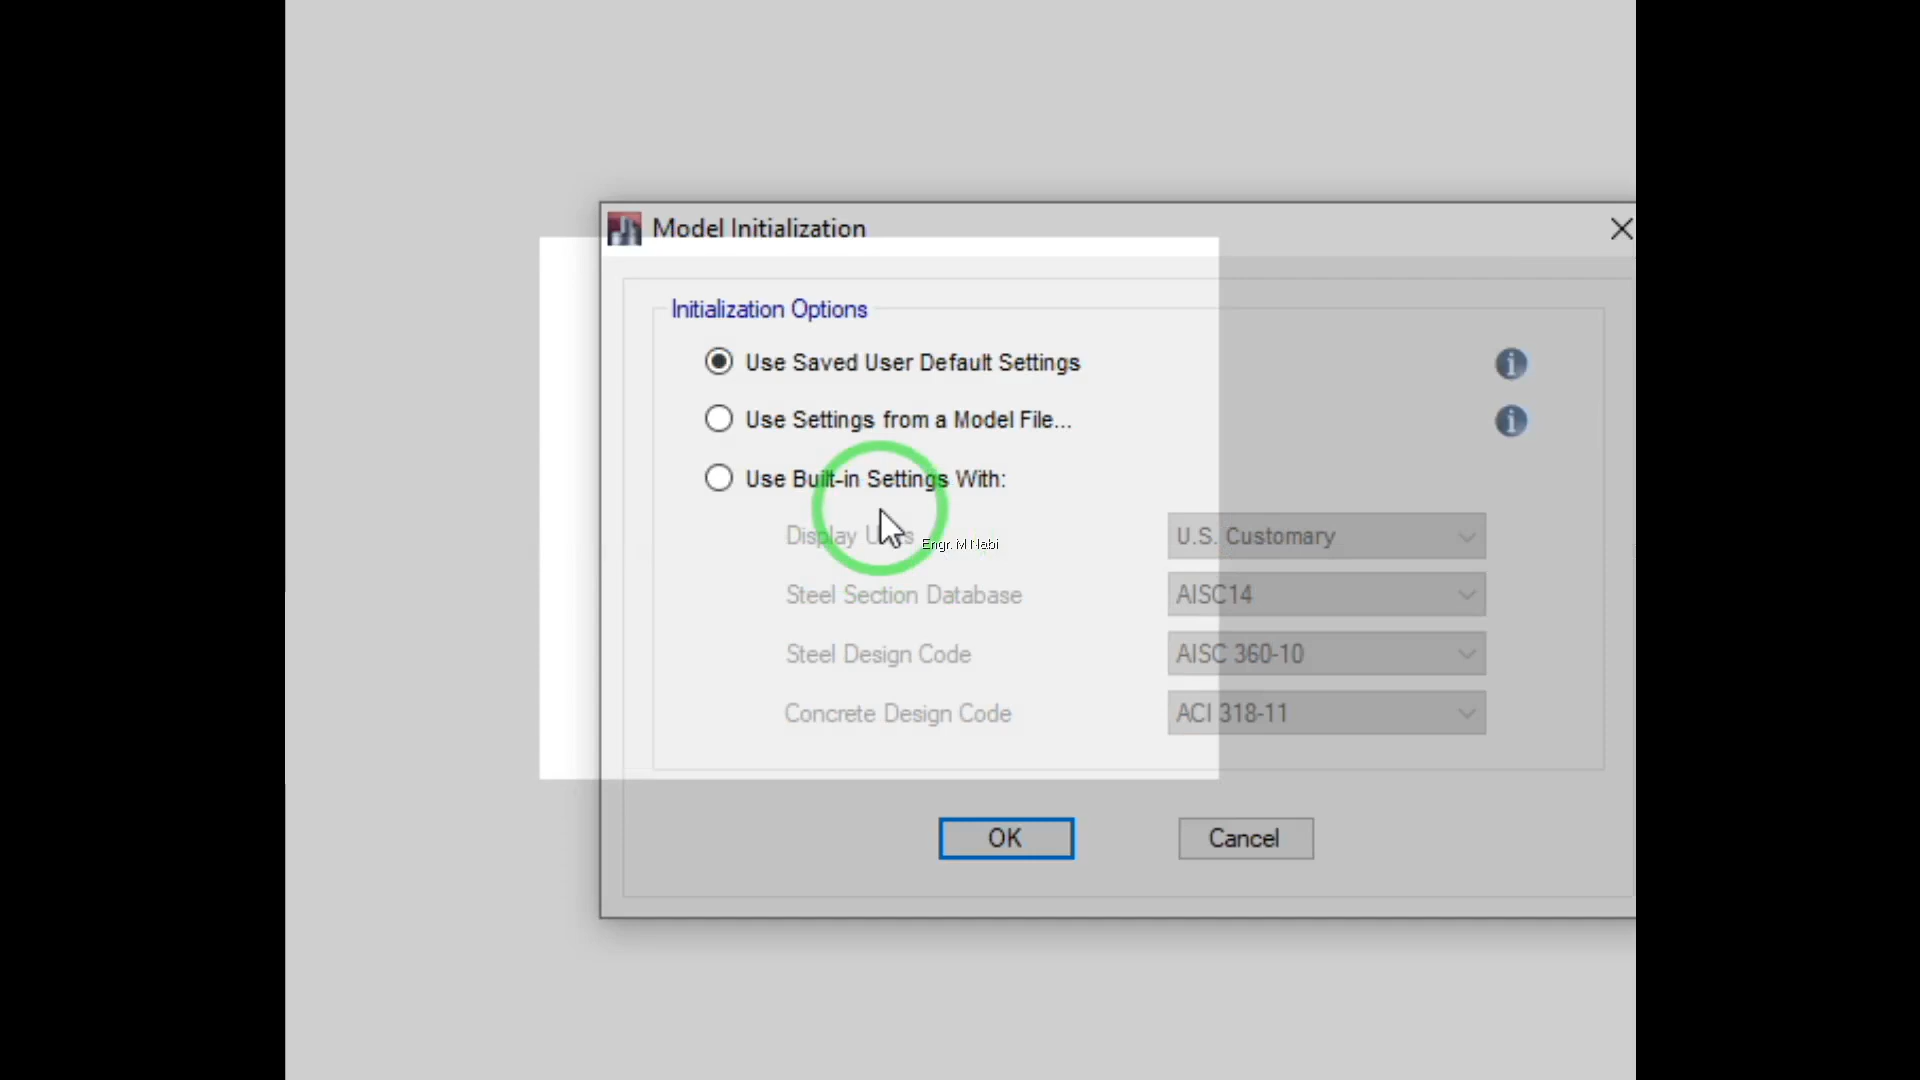 Model Initialization
Initialization Options
Use Saved User Default Settings
Use Settings from a Model File...
Use Built-in Settings With:
Display U
U.S. Customary
Engr. M Nabi
Steel Section Database
AISC14
Steel Design Code
AISC 360-10
Concrete Design Code
ACI 318-11
OK
Cancel